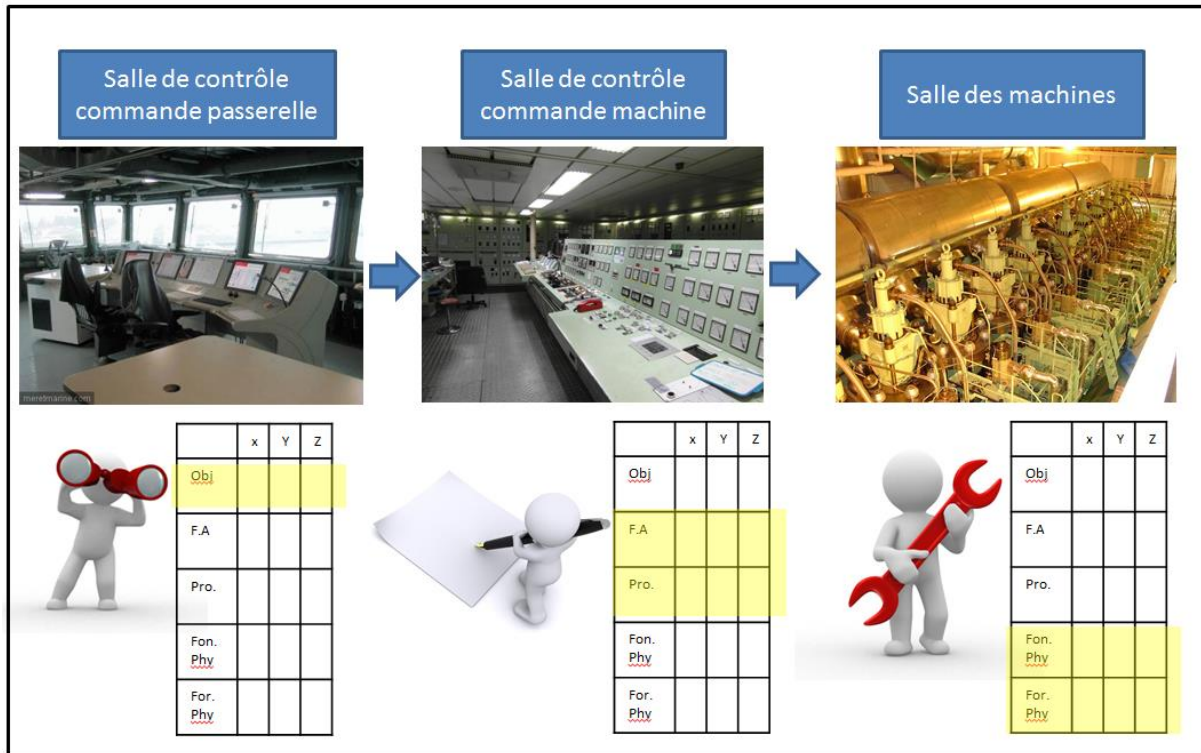 Salle de contrôle
commande passerelle
Salle de contrôle
commande machine
Salle des machines
meretmarine.com
x Y Z
Obj
F.A
Pro.
Fon.
Phy
For.
Phy
x Y Z
Obj
F.A
Pro.
Fon.
Phy
For.
Phy
x Y Z
Obj
F.A
Pro.
Fon.
Phy
For.
Phy